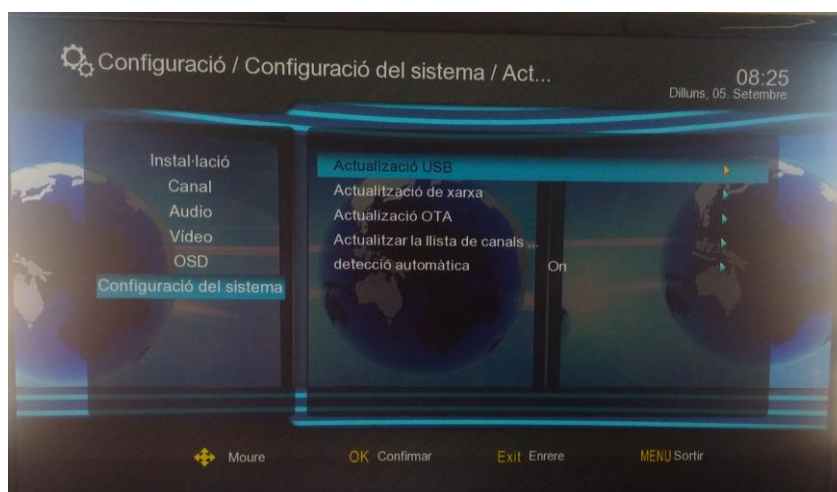 Configuració / Configuració del sistema / Act...
08:25
Dilluns, 05. Setembre
Instal·lació
Canal
Audio
Vídeo
OSD
Configuració del sistema
Actualizació USB
Actualització de xarxa
Actualizació OTA
Actualitzar la llista de canals ...
detecció automàtica On
Moure
OK Confirmar
Exit Enrere
MENU Sortir